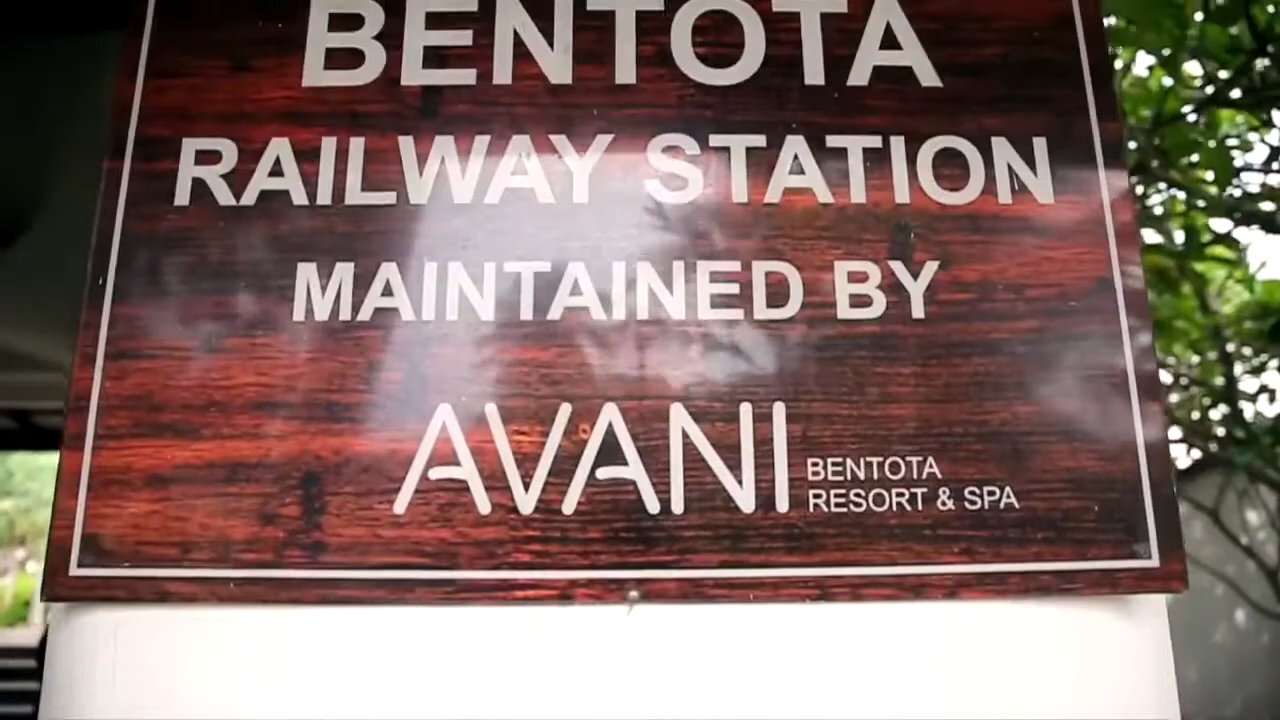 BENTOTA
RAILWAY STATION
MAINTAINED BY
AVANI
BENTOTA
RESORT & SPA